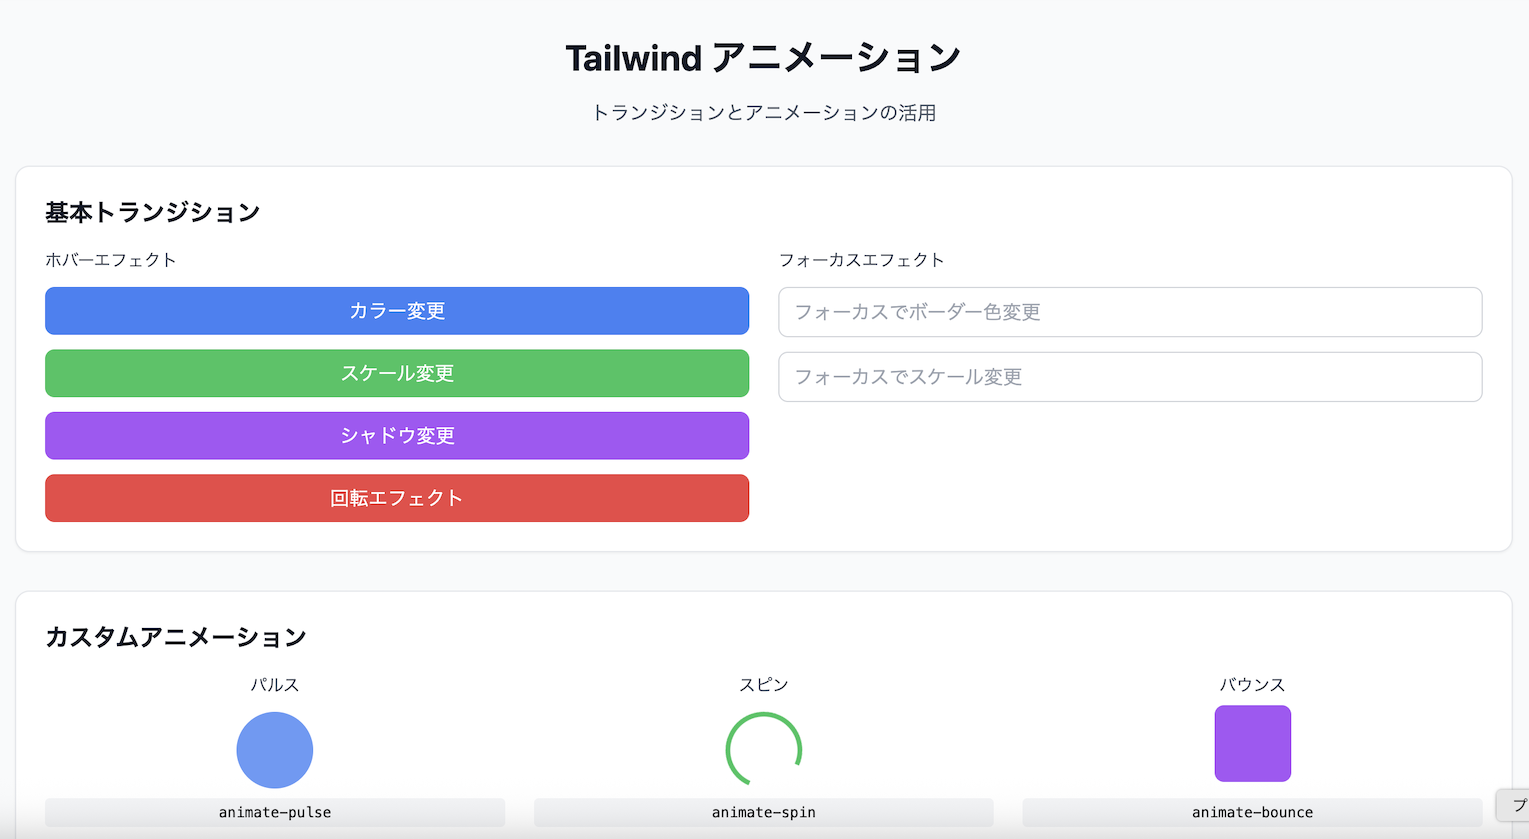 Tailwind アニメーション
トランジションとアニメーションの活用
基本トランジション
ホバーエフェクト
カラー変更
スケール変更
シャドウ変更
回転エフェクト
フォーカスエフェクト
フォーカスでボーダー色変更
フォーカスでスケール変更
カスタムアニメーション
パルス
animate-pulse
スピン
animate-spin
バウンス
animate-bounce
プ